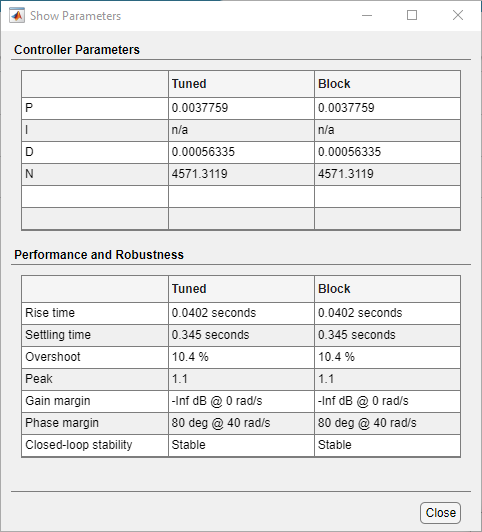 Show Parameters
Controller Parameters
Tuned Block
P 0.0037759 0.0037759
I n/a n/a
D 0.00056335 0.00056335
N 4571.3119 4571.3119
Performance and Robustness
Tuned Block
Rise time 0.0402 seconds 0.0402 seconds
Settling time 0.345 seconds 0.345 seconds
Overshoot 10.4 % 10.4 %
Peak 1.1 1.1
Gain margin -Inf dB @ 0 rad/s -Inf dB @ 0 rad/s
Phase margin 80 deg @ 40 rad/s 80 deg @ 40 rad/s
Closed-loop stability Stable Stable
Close